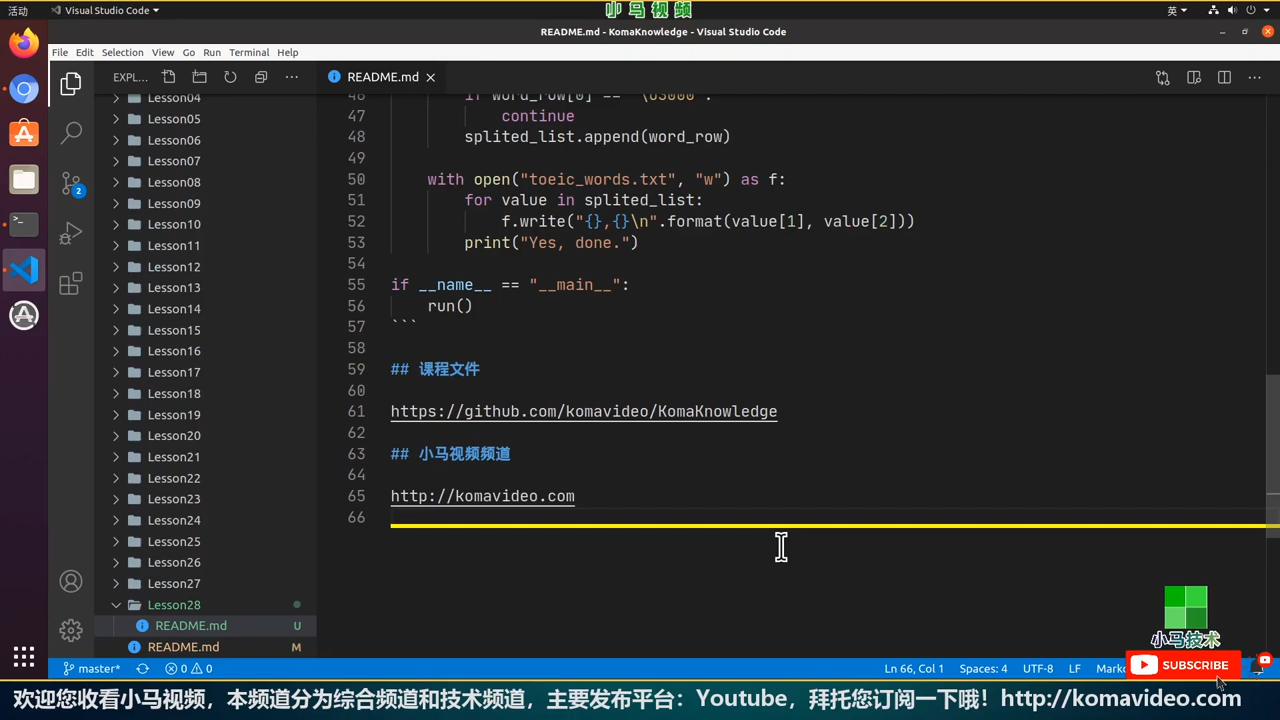 活动
Visual Studio Code
小马视频
英
README.md - KomaKnowledge - Visual Studio Code
File Edit Selection View Go Run Terminal Help
EXPL...
README.md
Lesson04
Lesson05
Lesson06
Lesson07
Lesson08
Lesson09
Lesson10
Lesson11
Lesson12
Lesson13
Lesson14
Lesson15
Lesson16
Lesson17
Lesson18
Lesson19
Lesson20
Lesson21
Lesson22
Lesson23
Lesson24
Lesson25
Lesson26
Lesson27
Lesson28
README.md U
README.md M
2
46 if word_row[0] == "\u3000":
47 continue
48 splited_list.append(word_row)
49
50 with open("toeic_words.txt", "w") as f:
51 for value in splited_list:
52 f.write("{},{}\n".format(value[1], value[2]))
53 print("Yes, done.")
54
55 if __name__ == "__main__":
56 run()
57 ```
58
59 ## 课程文件
60
61 https://github.com/komavideo/KomaKnowledge
62
63 ## 小马视频频道
64
65 http://komavideo.com
66
小马技术
SUBSCRIBE
master* 0 0 Ln 66, Col 1 Spaces: 4 UTF-8 LF
欢迎您收看小马视频，本频道分为综合频道和技术频道，主要发布平台：Youtube，拜托您订阅一下哦！http://komavideo.com